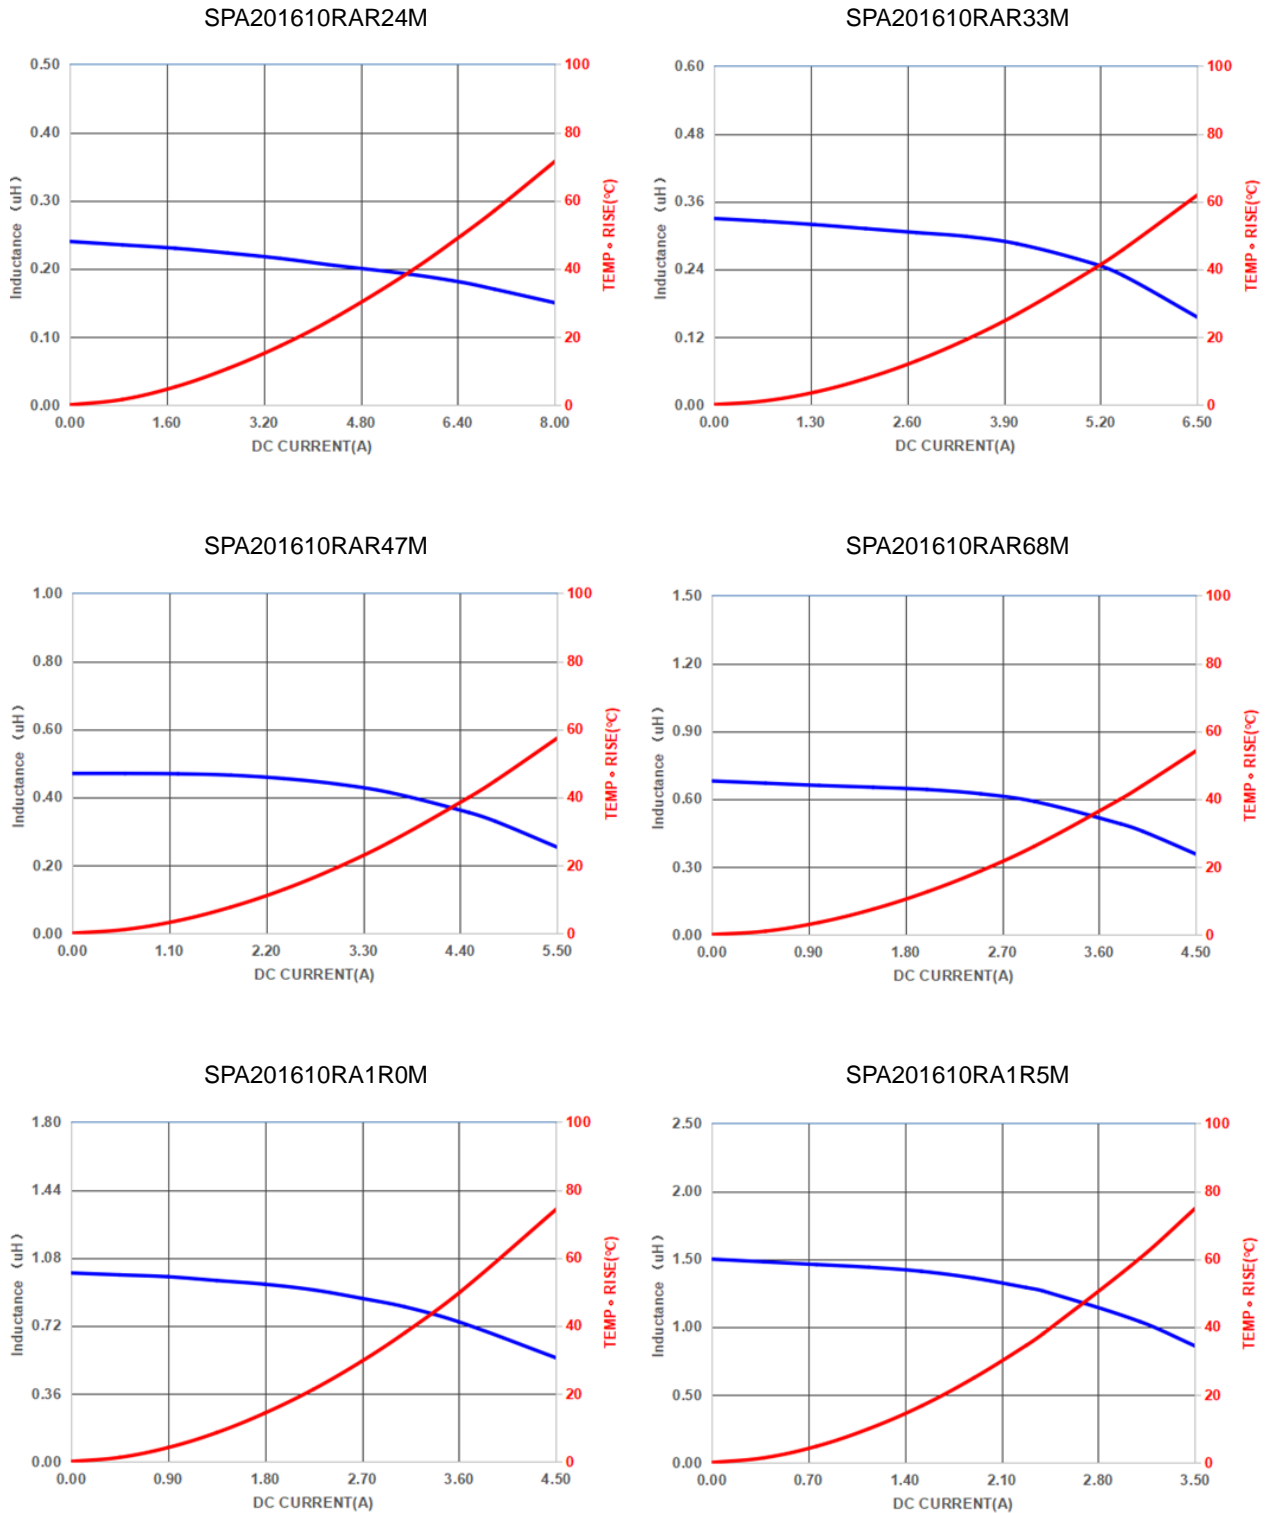 SPA201610RAR24M
0.50
0.40
0.30
0.20
0.10
0.00
Inductance （uH）
100
80
60
40
20
0
TEMP∘RISE(℃)
0.00 1.60 3.20 4.80 6.40 8.00
DC CURRENT(A)
SPA201610RAR33M
0.60
0.48
0.36
0.24
0.12
0.00
Inductance （uH）
100
80
60
40
20
0
TEMP∘RISE(℃)
0.00 1.30 2.60 3.90 5.20 6.50
DC CURRENT(A)
SPA201610RAR47M
1.00
0.80
0.60
0.40
0.20
0.00
Inductance （uH）
100
80
60
40
20
0
TEMP∘RISE(℃)
0.00 1.10 2.20 3.30 4.40 5.50
DC CURRENT(A)
SPA201610RAR68M
1.50
1.20
0.90
0.60
0.30
0.00
Inductance （uH）
100
80
60
40
20
0
TEMP∘RISE(℃)
0.00 0.90 1.80 2.70 3.60 4.50
DC CURRENT(A)
SPA201610RA1R0M
1.80
1.44
1.08
0.72
0.36
0.00
Inductance （uH）
100
80
60
40
20
0
TEMP∘RISE(℃)
0.00 0.90 1.80 2.70 3.60 4.50
DC CURRENT(A)
SPA201610RA1R5M
2.50
2.00
1.50
1.00
0.50
0.00
Inductance （uH）
100
80
60
40
20
0
TEMP∘RISE(℃)
0.00 0.70 1.40 2.10 2.80 3.50
DC CURRENT(A)